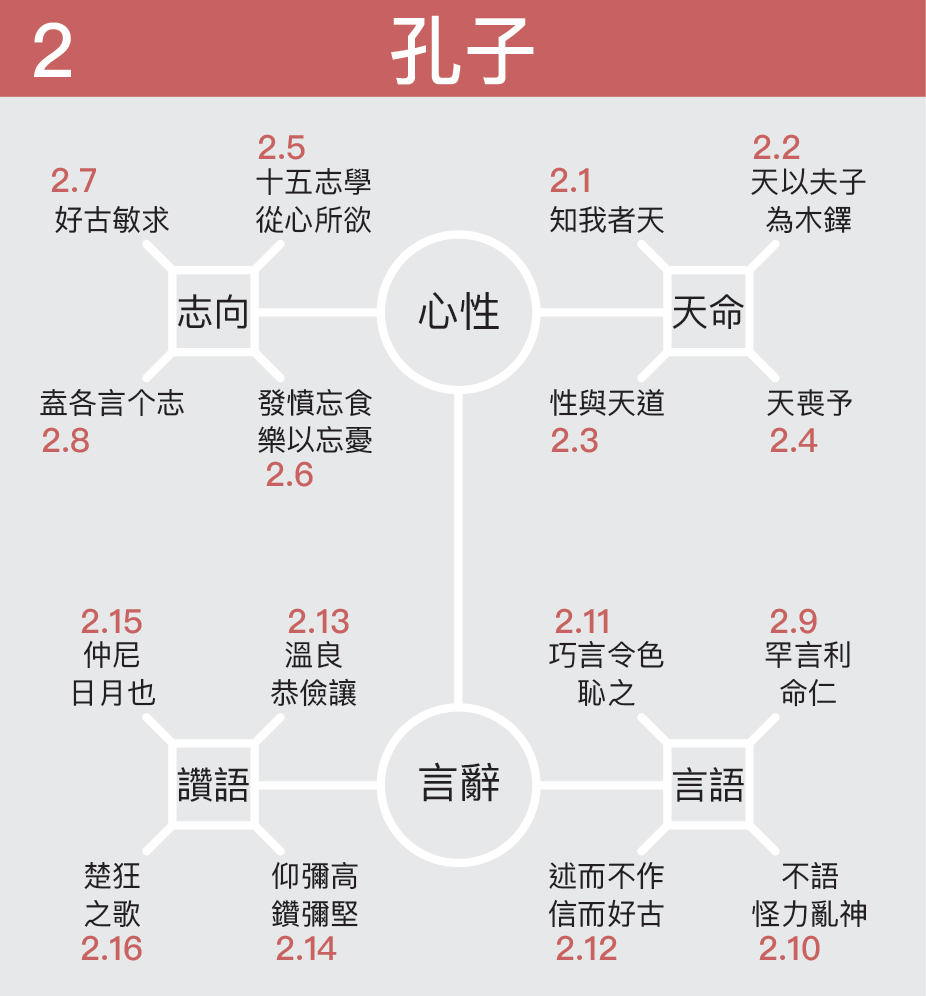 2
孔子
2.7
好古敏求
2.5
十五志學
從心所欲
2.1
知我者天
2.2
天以夫子
為木鐸
志向
心性
天命
盍各言个志
2.8
發憤忘食
樂以忘憂
2.6
性與天道
2.3
天喪予
2.4
2.15
仲尼
日月也
2.13
溫良
恭儉讓
2.11
巧言令色
恥之
2.9
罕言利
命仁
讚語
言辭
言語
楚狂
之歌
2.16
仰彌高
鑽彌堅
2.14
述而不作
信而好古
2.12
不語
怪力亂神
2.10